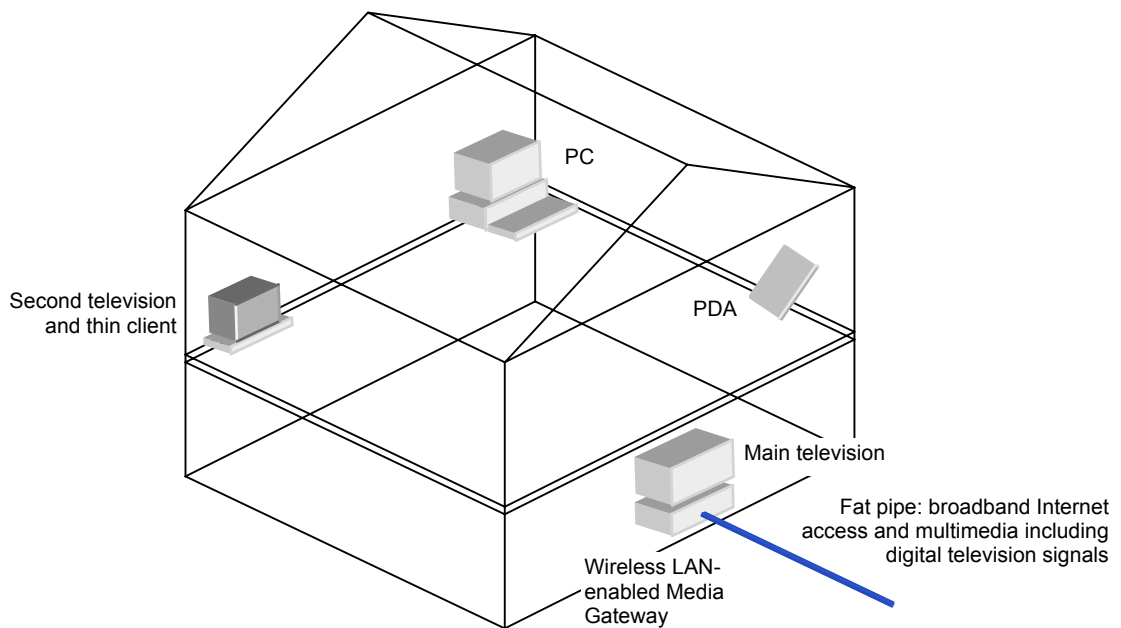 PC
Second television
and thin client
PDA
Main television
Fat pipe: broadband Internet
access and multimedia including
digital television signals
Wireless LAN-
enabled Media
Gateway